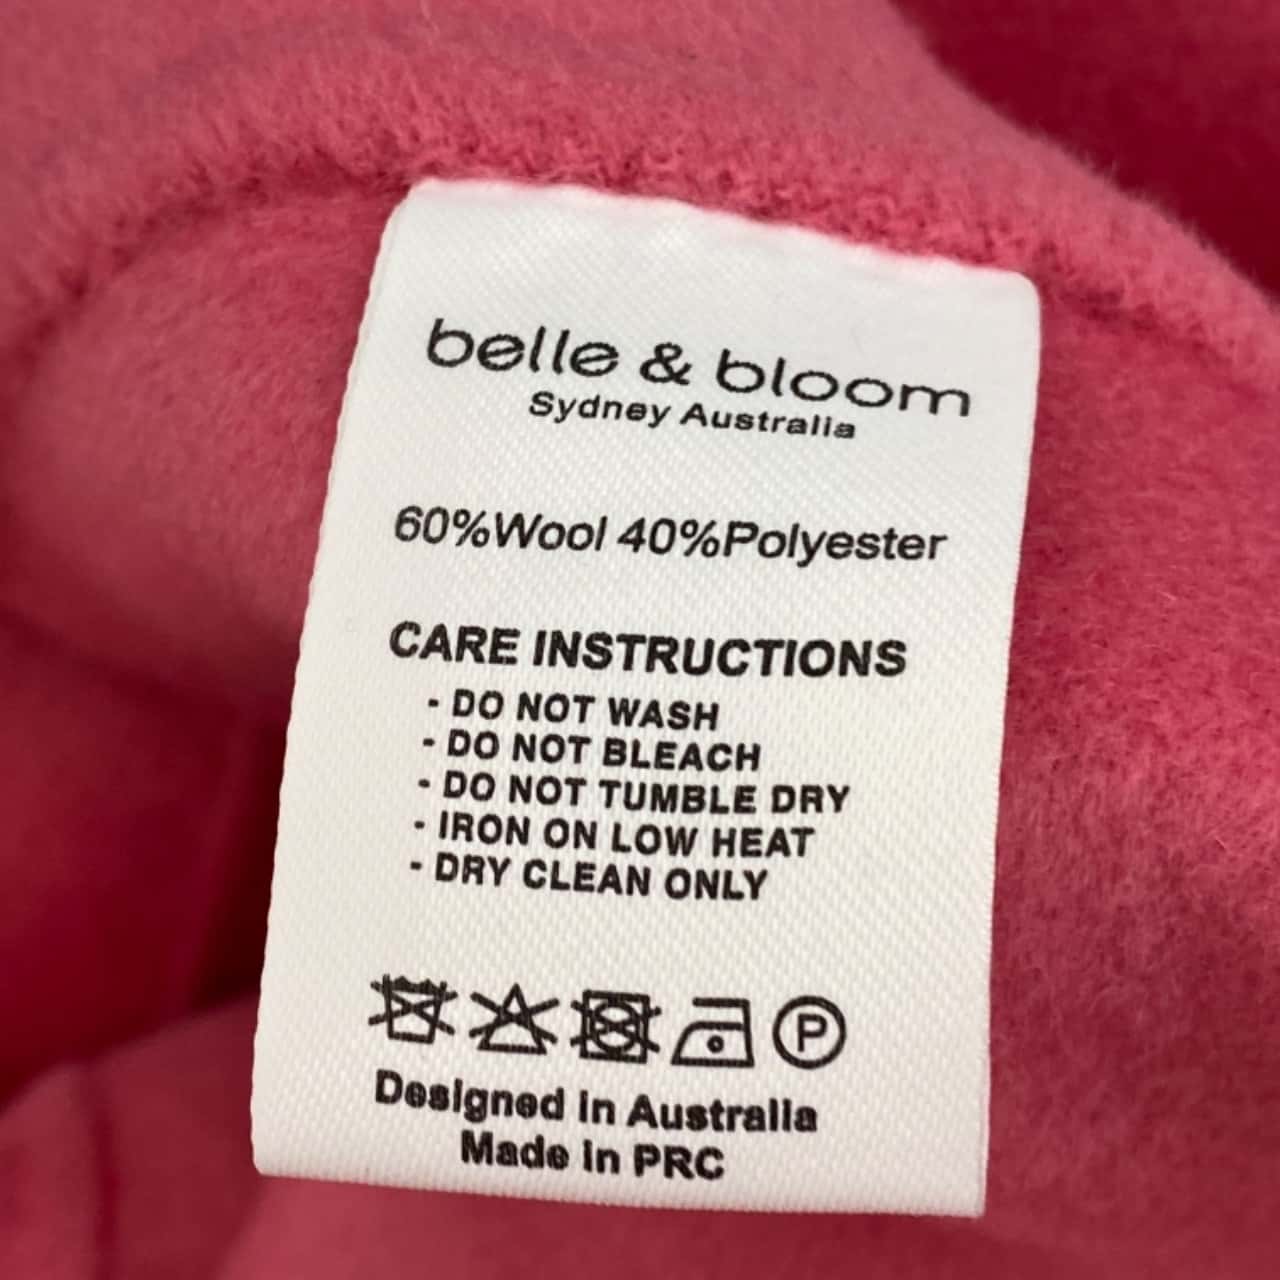 belle & bloom
Sydney Australia
60%Wool 40%Polyester
CARE INSTRUCTIONS
- DO NOT WASH
- DO NOT BLEACH
- DO NOT TUMBLE DRY
- IRON ON LOW HEAT
- DRY CLEAN ONLY
P
Designed in Australia
Made in PRC